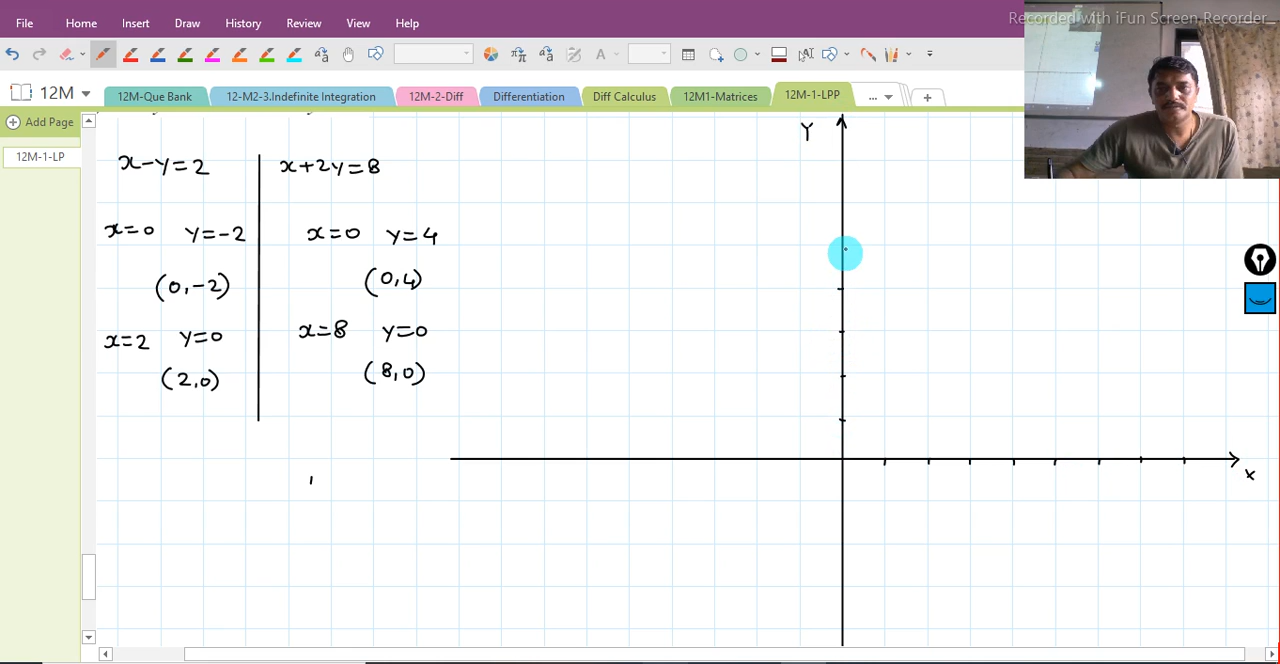 File Home Insert Draw History Review View Help
Recorded with iFun Screen Recorder
12M 12M-Que Bank 12-M2-3.Indefinite Integration 12M-2-Diff Differentiation Diff Calculus 12M1-Matrices 12M-1-LPP ... +
Add Page
12M-1-LP
x-y=2
x=0 y=-2
(0,-2)
x=2 y=0
(2,0)
x+2y=8
x=0 y=4
(0,4)
x=8 y=0
(8,0)
Y
x